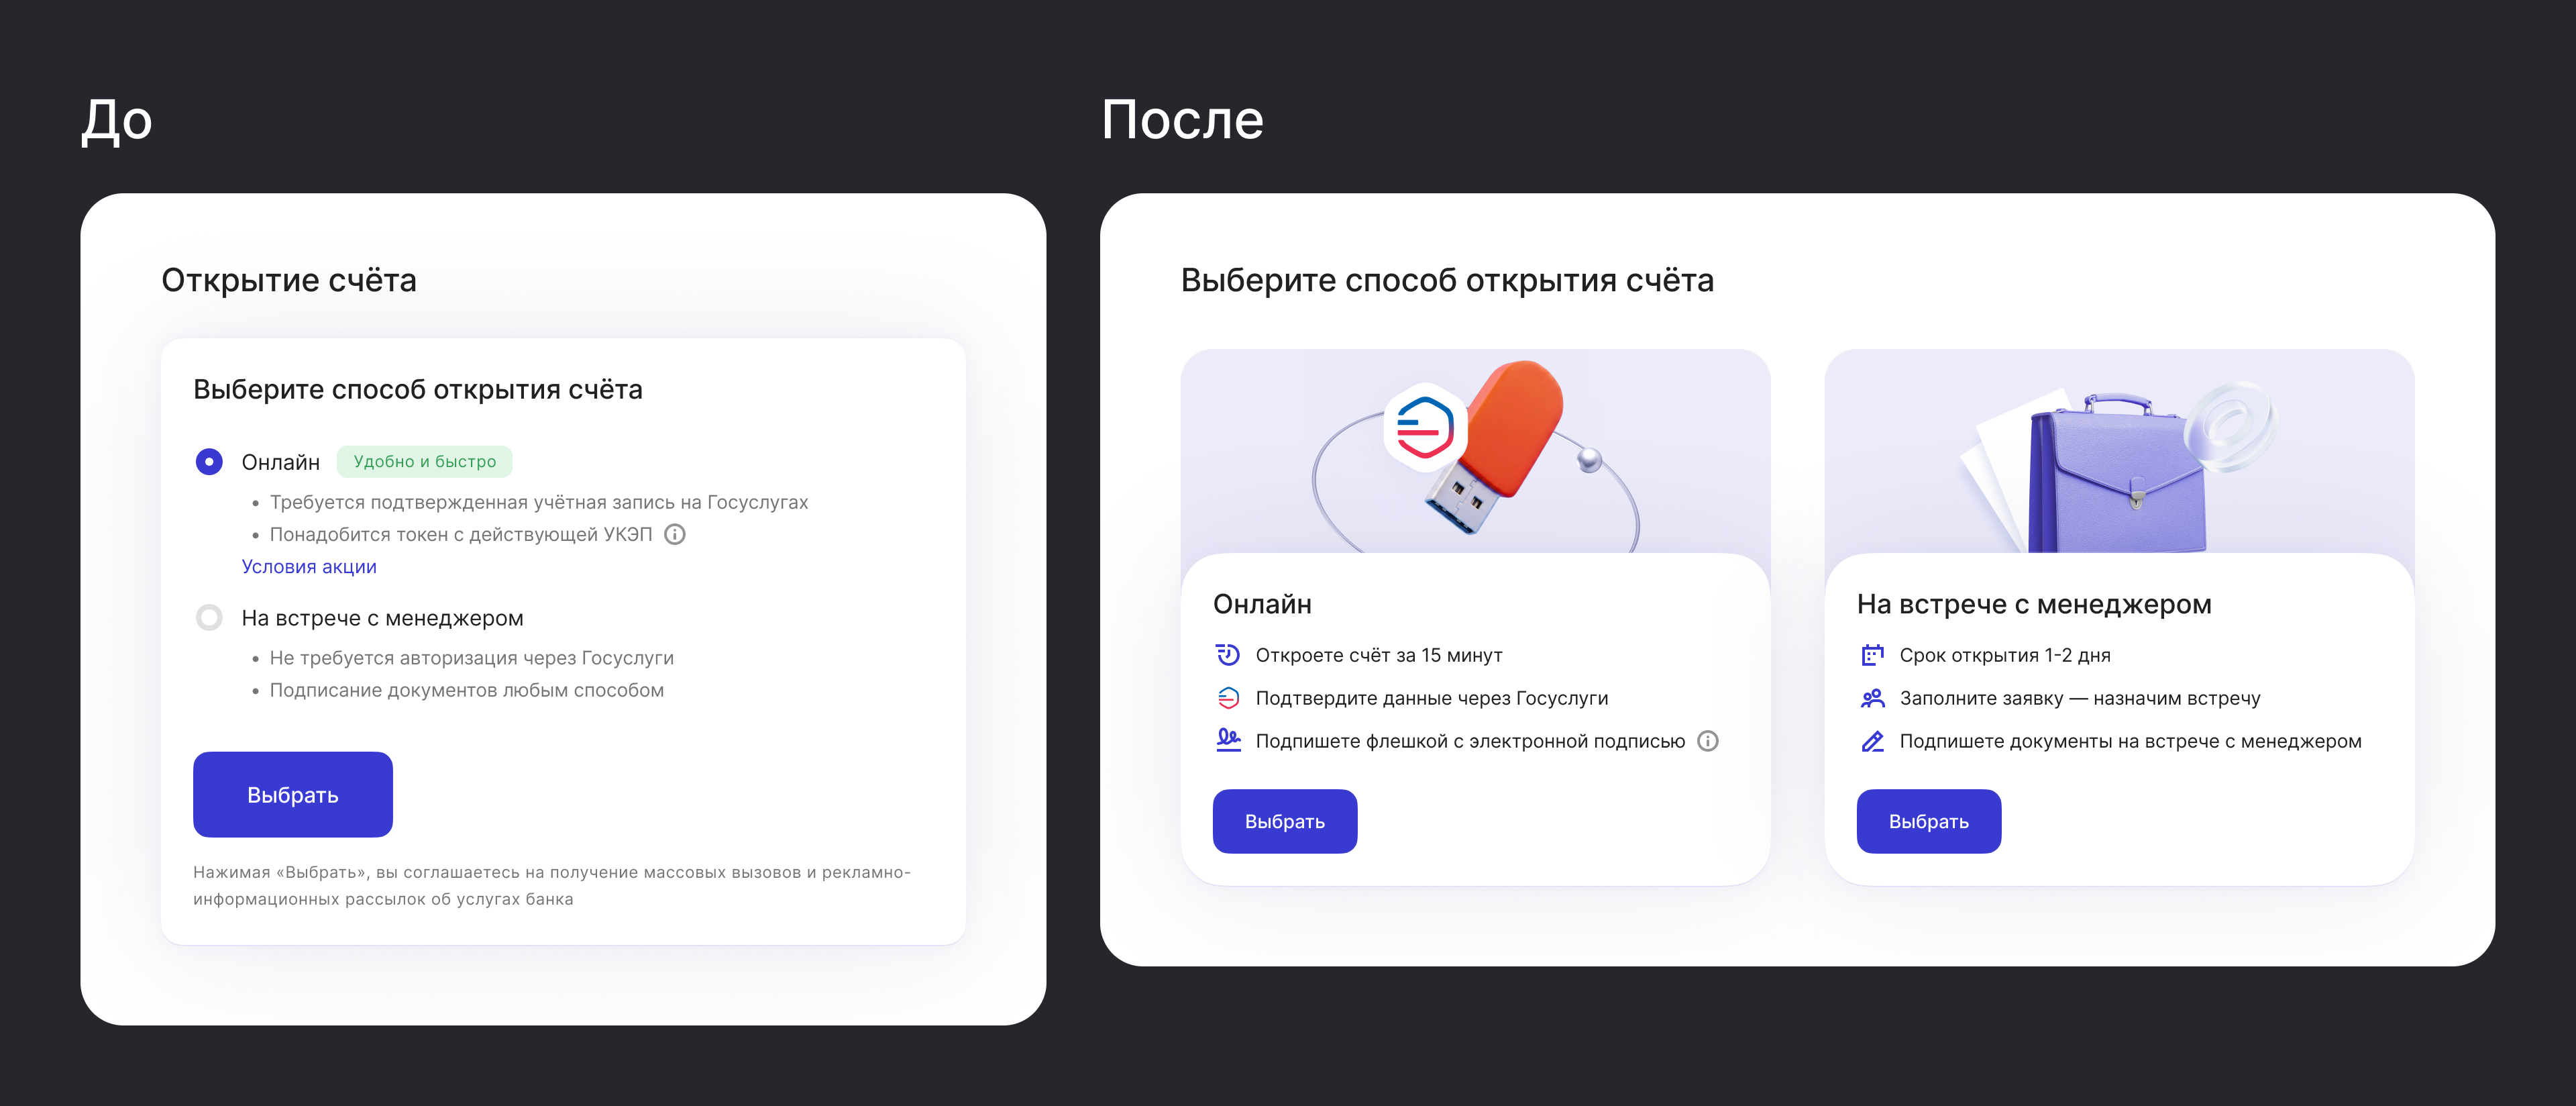 До
Открытие счёта
Выберите способ открытия счёта
Онлайн
Удобно и быстро
Требуется подтвержденная учётная запись на Госуслугах
Понадобится токен с действующей УКЭП
Условия акции
На встрече с менеджером
Не требуется авторизация через Госуслуги
Подписание документов любым способом
Выбрать
Нажимая «Выбрать», вы соглашаетесь на получение массовых вызовов и рекламно-
информационных рассылок об услугах банка
После
Выберите способ открытия счёта
Онлайн
Откроете счёт за 15 минут
Подтвердите данные через Госуслуги
Подпишете флешкой с электронной подписью
Выбрать
На встрече с менеджером
Срок открытия 1-2 дня
Заполните заявку — назначим встречу
Подпишете документы на встрече с менеджером
Выбрать